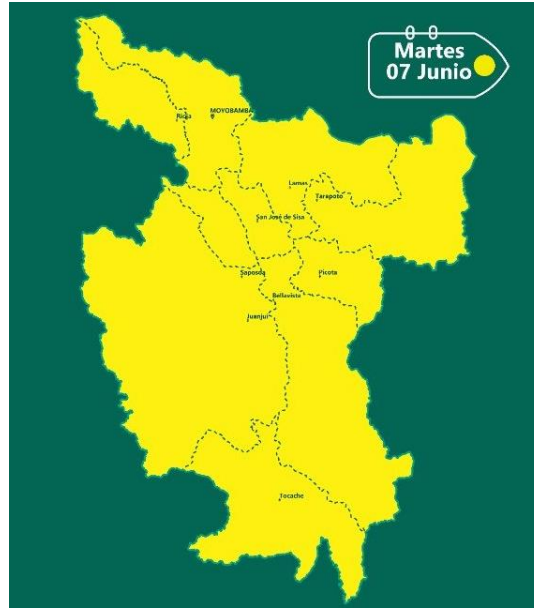 Martes
07 Junio
Rioja
MOYOBAMBA
Lamas
Tarapoto
San José de Sisa
Saposoa
Picota
Bellavista
Juanjuí
Tocache